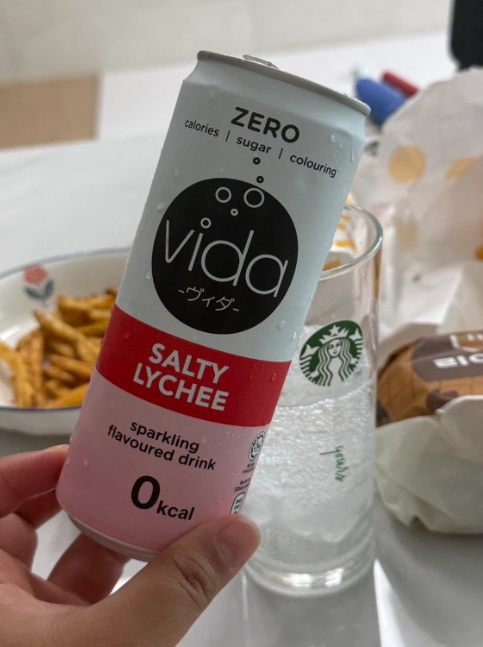 ZERO
calories | sugar | colouring
vida
-ヴィダ-
SALTY
LYCHEE
sparkling
flavoured drink
0kcal